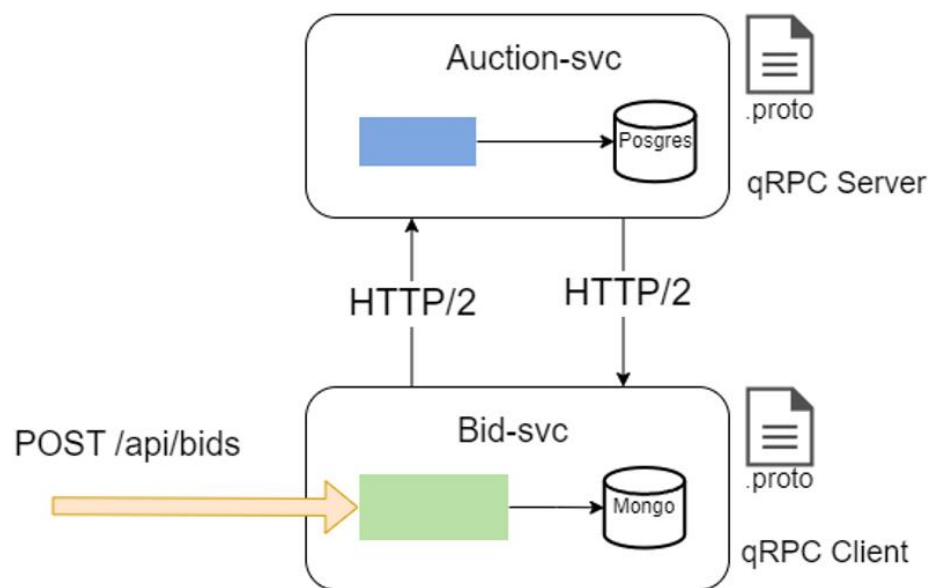 Auction-svc
Posgres
.proto
qRPC Server
HTTP/2
HTTP/2
POST /api/bids
Bid-svc
Mongo
.proto
qRPC Client